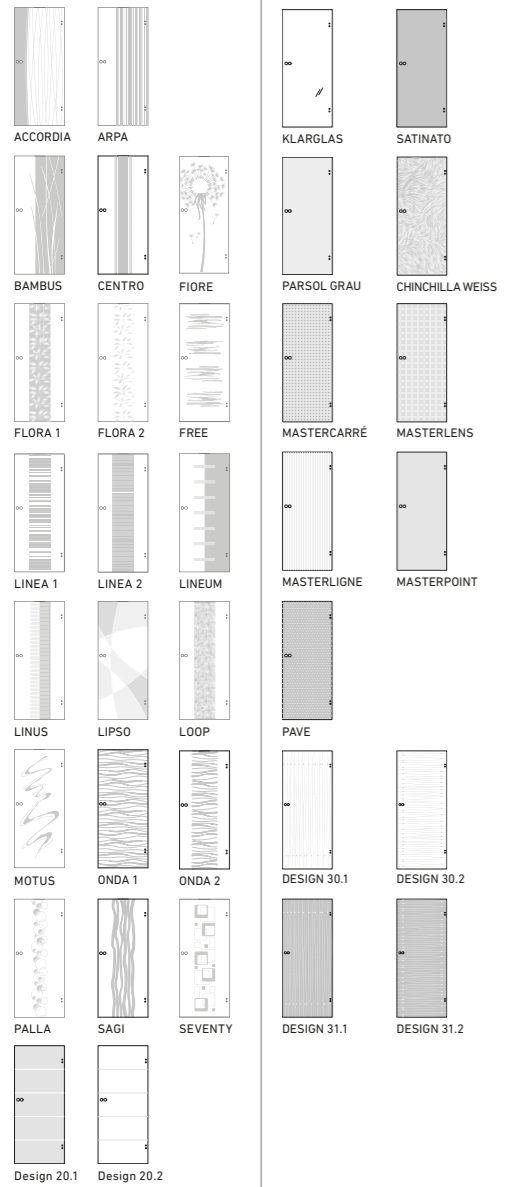 ACCORDIA ARPA
BAMBUS CENTRO FIORE
FLORA 1 FLORA 2 FREE
LINEA 1 LINEA 2 LINEUM
LINUS LIPSO LOOP
MOTUS ONDA 1 ONDA 2
PALLA SAGI SEVENTY
Design 20.1 Design 20.2
KLARGLAS SATINATO
PARSOL GRAU CHINCHILLA WEISS
MASTERCARRÉ MASTERLENS
MASTERLIGNE MASTERPOINT
PAVE
DESIGN 30.1 DESIGN 30.2
DESIGN 31.1 DESIGN 31.2